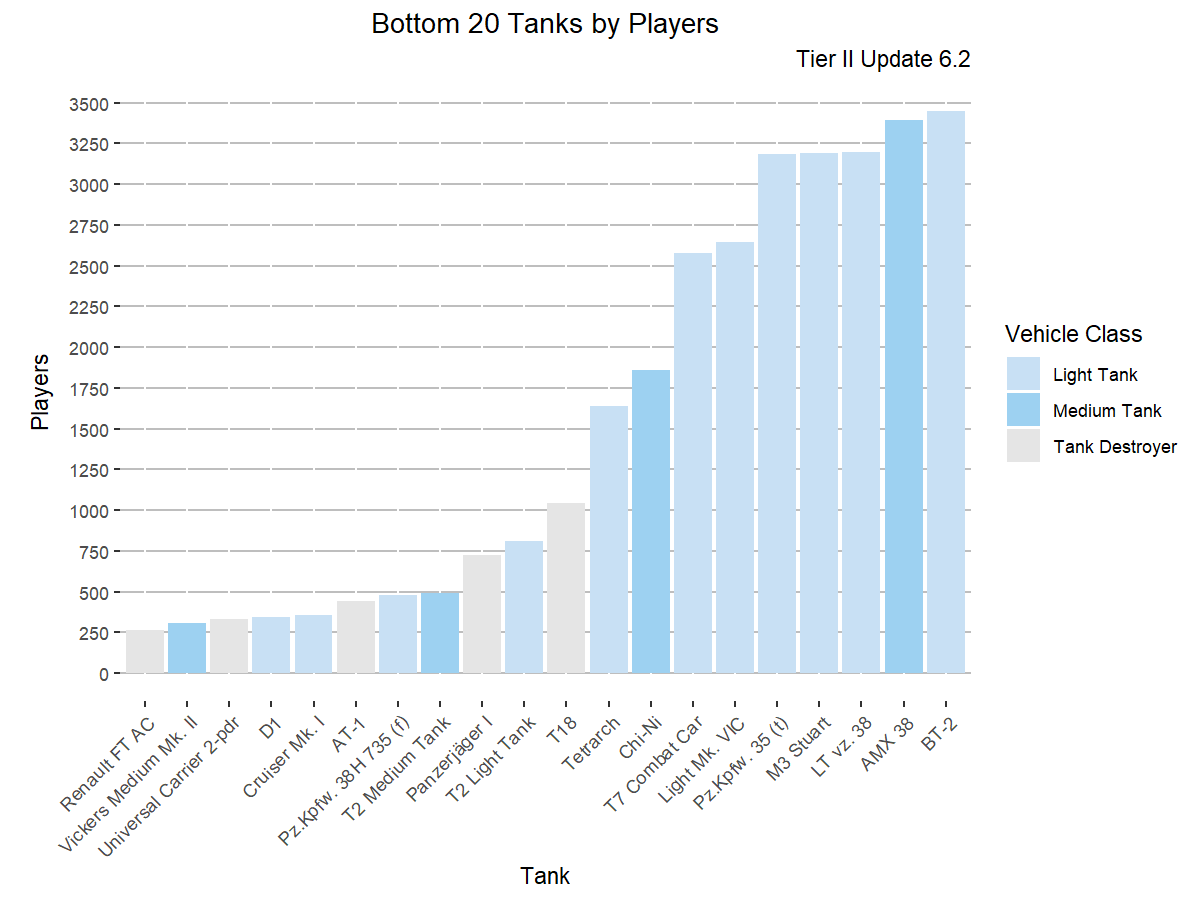 Bottom 20 Tanks by Players
Tier II Update 6.2
Players
3500
3250
3000
2750
2500
2250
2000
1750
1500
1250
1000
750
500
250
0
Renault FT AC
Vickers Medium Mk. II
Universal Carrier 2-pdr
D1
Cruiser Mk. I
AT-1
Pz.Kpfw. 38 H 735 (f)
T2 Medium Tank
Panzerjäger I
T2 Light Tank
T18
Tetrarch
Chi-Ni
T7 Combat Car
Light Mk. VIC
Pz.Kpfw. 35 (t)
M3 Stuart
LT vz. 38
AMX 38
BT-2
Tank
Vehicle Class
Light Tank
Medium Tank
Tank Destroyer